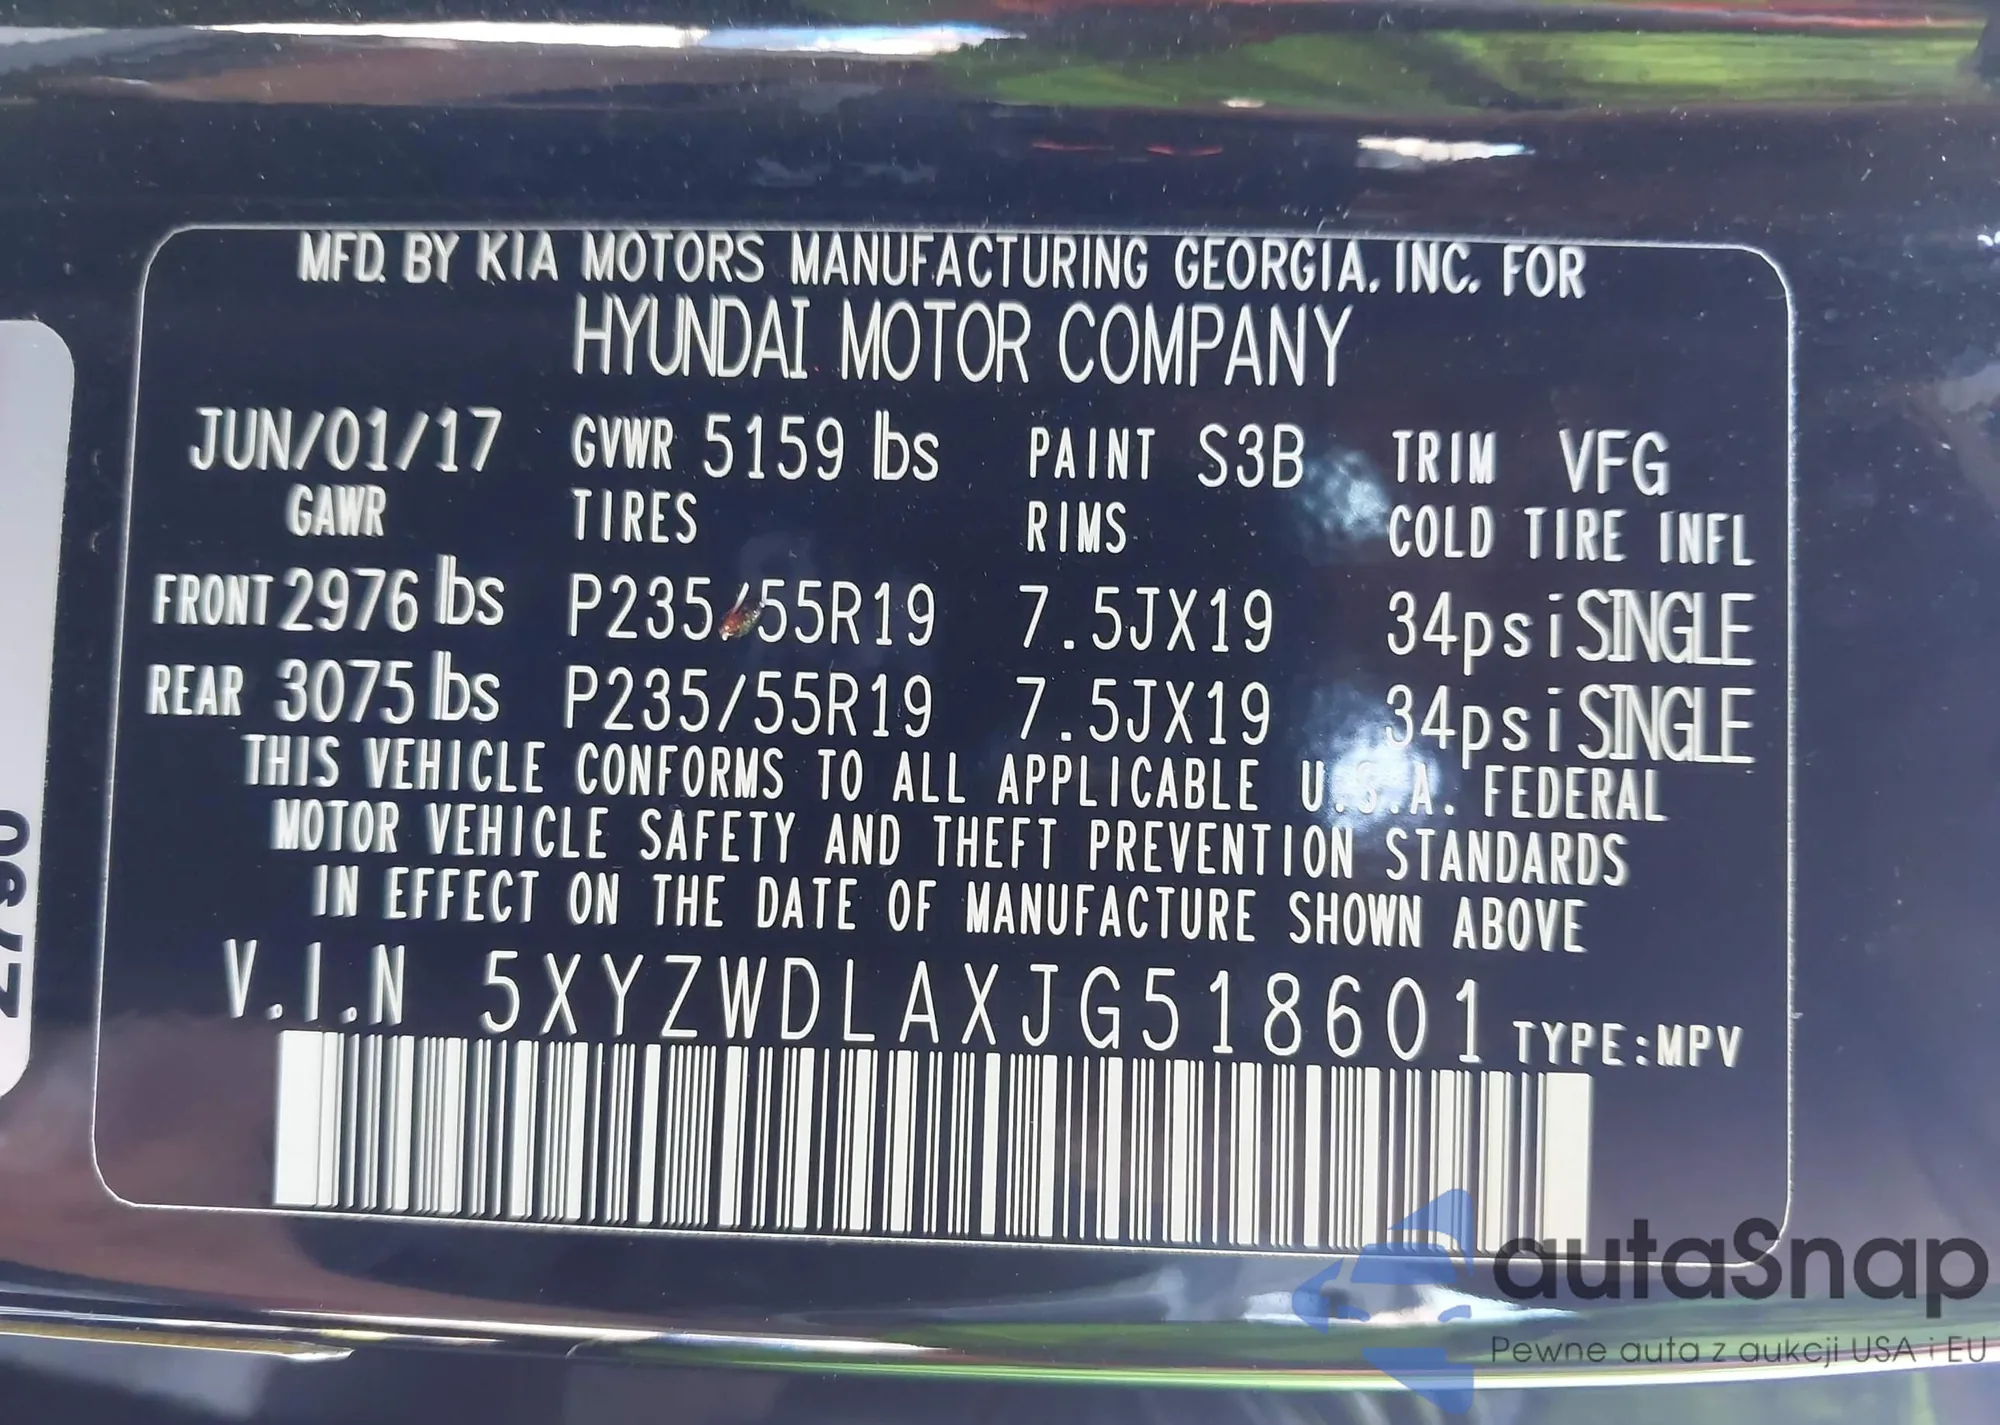 MFD. BY KIA MOTORS MANUFACTURING GEORGIA, INC. FOR
HYUNDAI MOTOR COMPANY
JUN/01/17 GVWR 5159 lbs PAINT S3B TRIM VFG
GAWR TIRES RIMS COLD TIRE INFL
FRONT 2976 lbs P235/55R19 7.5JX19 34psi SINGLE
REAR 3075 lbs P235/55R19 7.5JX19 34psi SINGLE
THIS VEHICLE CONFORMS TO ALL APPLICABLE U.S.A. FEDERAL
MOTOR VEHICLE SAFETY AND THEFT PREVENTION STANDARDS
IN EFFECT ON THE DATE OF MANUFACTURE SHOWN ABOVE
V.I.N 5XYZWDLAXJG518601 TYPE:MPV
autaSnap
Pewne auta z aukcji USA i EU